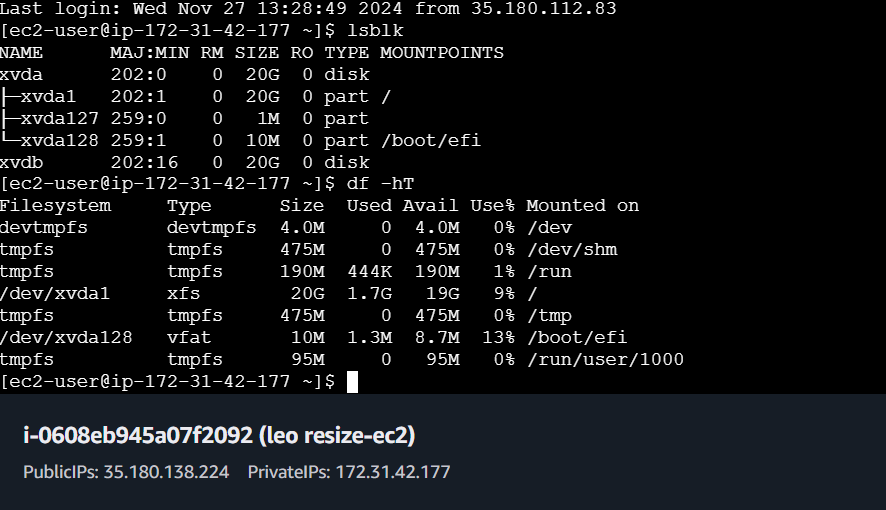 Last login: Wed Nov 27 13:28:49 2024 from 35.180.112.83
[ec2-user@ip-172-31-42-177 ~]$ lsblk
NAME      MAJ:MIN RM SIZE RO TYPE MOUNTPOINTS
xvda      202:0    0  20G  0 disk
├─xvda1   202:1    0  20G  0 part /
├─xvda127 259:0    0   1M  0 part
└─xvda128 259:1    0  10M  0 part /boot/efi
xvdb      202:16   0  20G  0 disk
[ec2-user@ip-172-31-42-177 ~]$ df -hT
Filesystem     Type      Size  Used Avail Use% Mounted on
devtmpfs       devtmpfs  4.0M     0  4.0M   0% /dev
tmpfs          tmpfs     475M     0  475M   0% /dev/shm
tmpfs          tmpfs     190M  444K  190M   1% /run
/dev/xvda1     xfs        20G  1.7G   19G   9% /
tmpfs          tmpfs     475M     0  475M   0% /tmp
/dev/xvda128   vfat       10M  1.3M  8.7M  13% /boot/efi
tmpfs          tmpfs      95M     0   95M   0% /run/user/1000
[ec2-user@ip-172-31-42-177 ~]$
i-0608eb945a07f2092 (leo resize-ec2)
PublicIPs: 35.180.138.224 PrivateIPs: 172.31.42.177